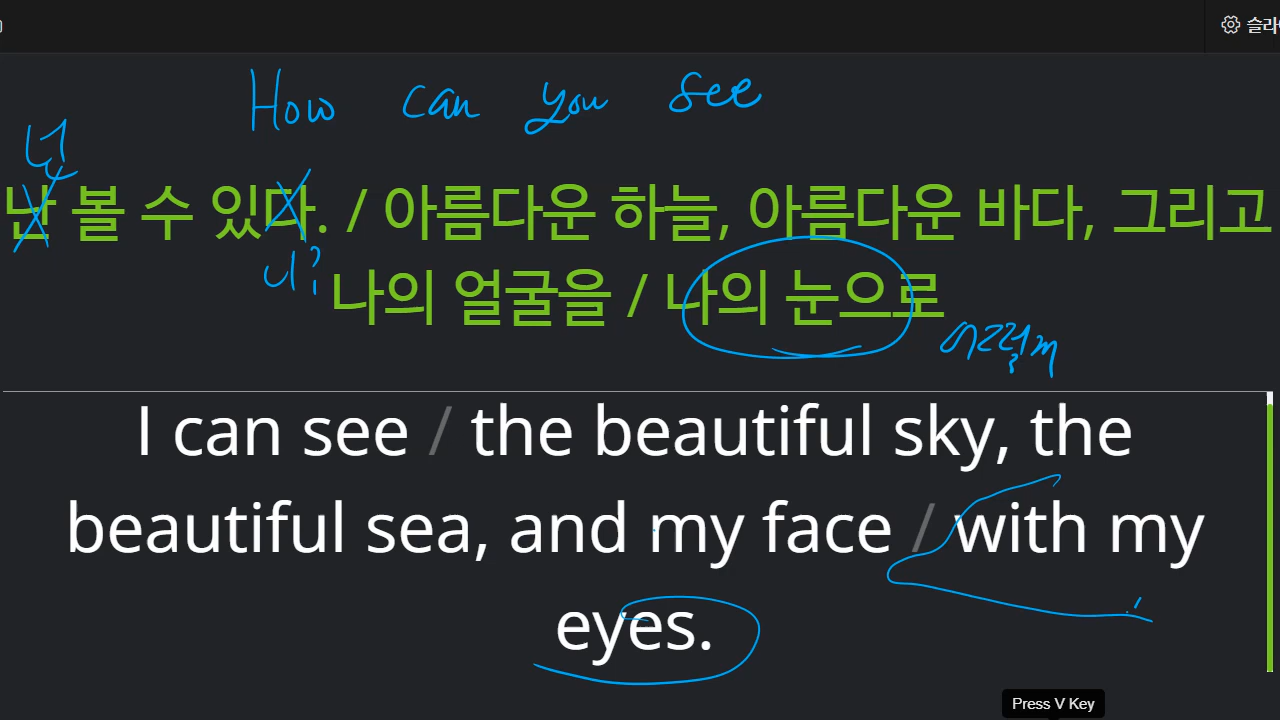 슬라
How can you see
넌
난 볼 수 있다. / 아름다운 하늘, 아름다운 바다, 그리고
니?
나의 얼굴을 / 나의 눈으로
I can see / the beautiful sky, the
beautiful sea, and my face / with my
eyes.
Press V Key